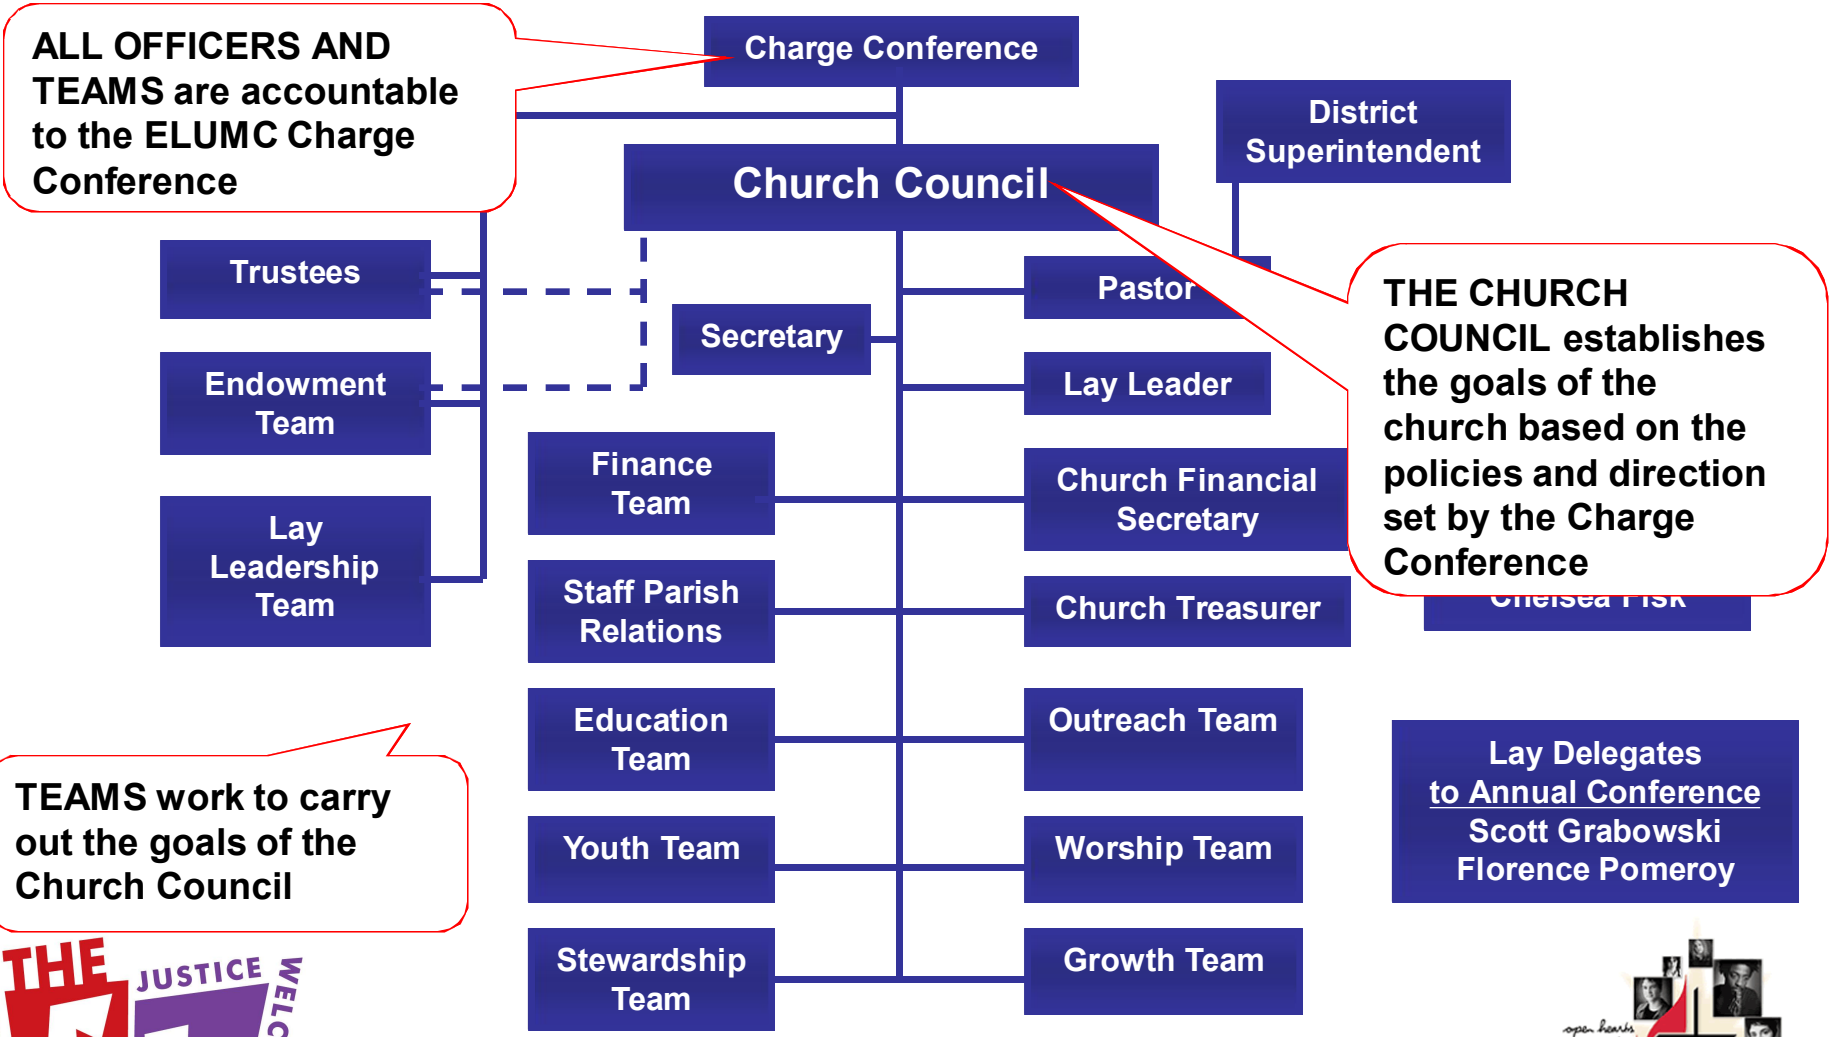 ALL OFFICERS AND
TEAMS are accountable
to the ELUMC Charge
Conference
Charge Conference
District
Superintendent
Church Council
Trustees
Pastor
Secretary
Endowment
Team
Lay Leader
THE CHURCH
COUNCIL establishes
the goals of the
church based on the
policies and direction
set by the Charge
Conference
Finance
Team
Church Financial
Secretary
Lay
Leadership
Team
Staff Parish
Relations
Church Treasurer
Chelsea Fisk
Education
Team
Outreach Team
Lay Delegates
to Annual Conference
Scott Grabowski
Florence Pomeroy
TEAMS work to carry
out the goals of the
Church Council
Youth Team
Worship Team
Stewardship
Team
Growth Team
THE
JUSTICE
open hearts